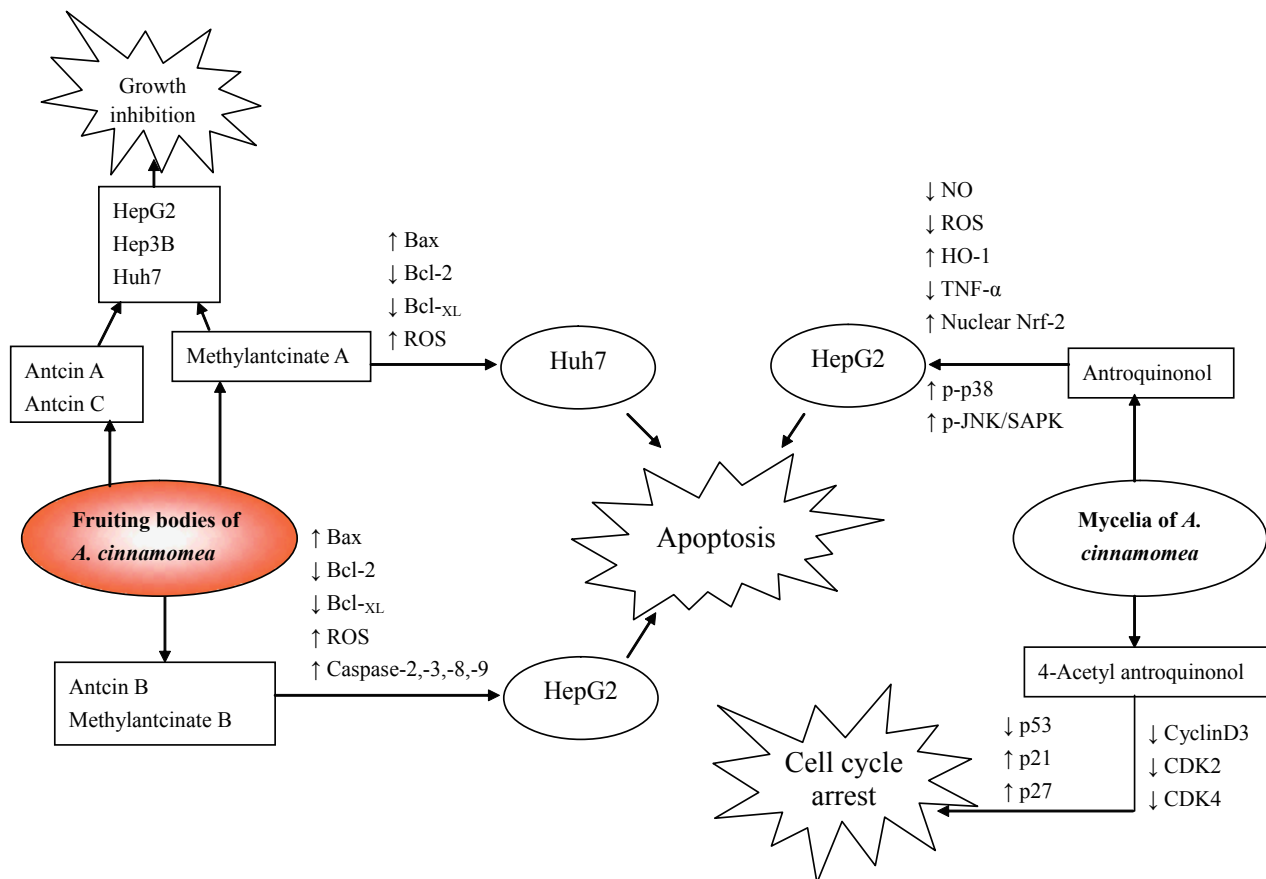 Growth
inhibition
HepG2
Hep3B
Huh7
Antcin A
Antcin C
Methylantcinate A
↑ Bax
↓ Bcl-2
↓ Bcl-XL
↑ ROS
Huh7
Fruiting bodies of
A. cinnamomea
↑ Bax
↓ Bcl-2
↓ Bcl-XL
↑ ROS
↑ Caspase-2,-3,-8,-9
Antcin B
Methylantcinate B
HepG2
Apoptosis
↓ NO
↓ ROS
↑ HO-1
↓ TNF-α
↑ Nuclear Nrf-2
HepG2
↑ p-p38
↑ p-JNK/SAPK
Antroquinonol
Mycelia of A.
cinnamomea
4-Acetyl antroquinonol
↓ p53
↑ p21
↑ p27
↓ CyclinD3
↓ CDK2
↓ CDK4
Cell cycle
arrest